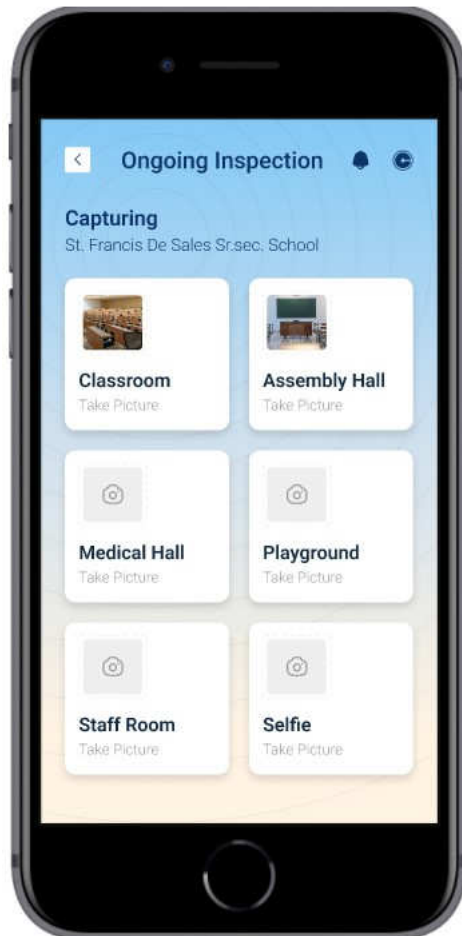 Ongoing Inspection
Capturing
St. Francis De Sales Sr.sec. School
Classroom
Take Picture
Assembly Hall
Take Picture
Medical Hall
Take Picture
Playground
Take Picture
Staff Room
Take Picture
Selfie
Take Picture